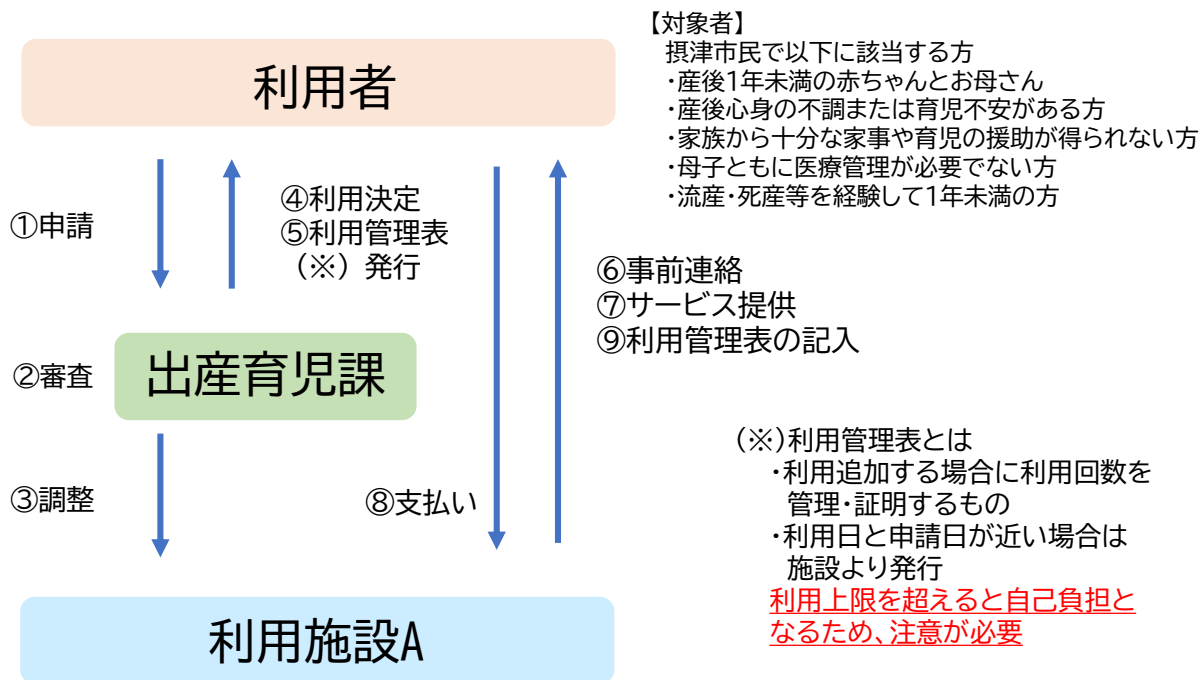 【対象者】
摂津市民で以下に該当する方
・産後1年未満の赤ちゃんとお母さん
・産後心身の不調または育児不安がある方
・家族から十分な家事や育児の援助が得られない方
・母子ともに医療管理が必要でない方
・流産・死産等を経験して1年未満の方
利用者
①申請
④利用決定
⑤利用管理表
（※）発行
⑥事前連絡
⑦サービス提供
⑨利用管理表の記入
②審査
出産育児課
③調整
⑧支払い
（※）利用管理表とは
・利用追加する場合に利用回数を
管理・証明するもの
・利用日と申請日が近い場合は
施設より発行
利用上限を超えると自己負担と
なるため、注意が必要
利用施設A